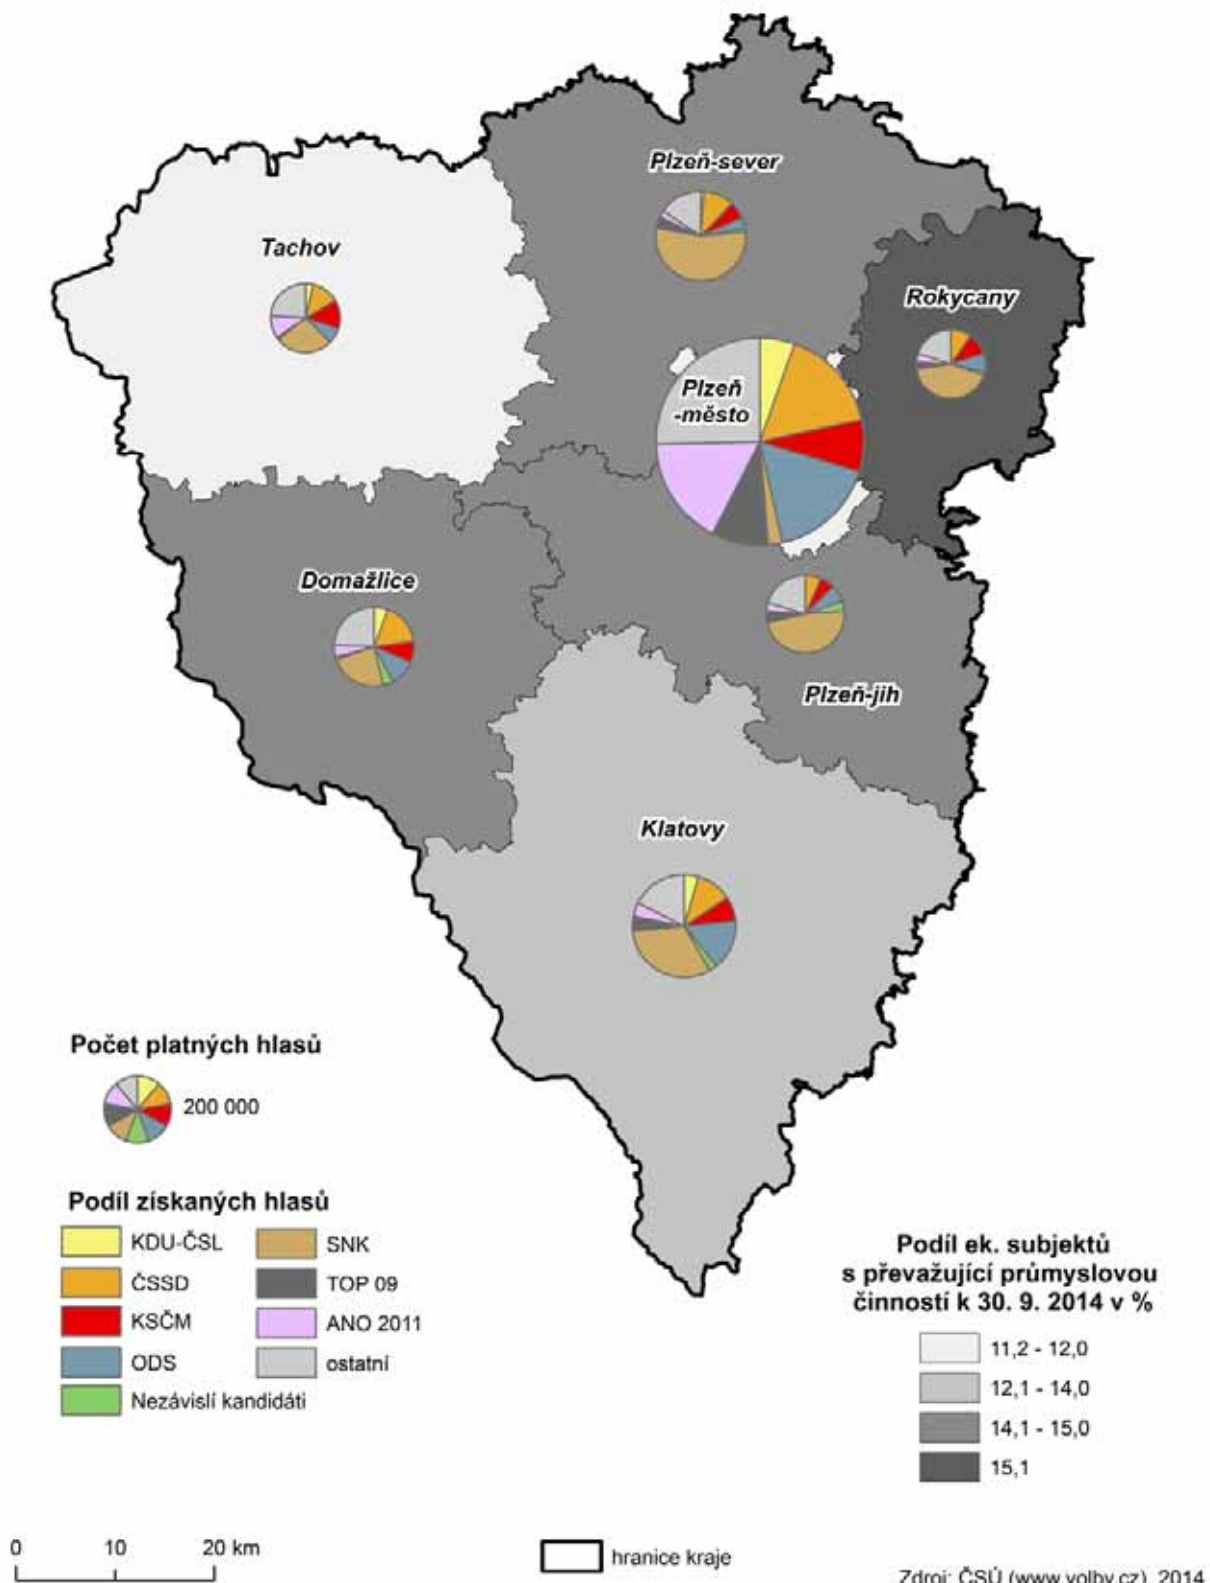 Plzeň-sever
Tachov
Rokycany
Plzeň
-město
Domažlice
Plzeň-jih
Klatovy
Počet platných hlasů
200 000
Podíl získaných hlasů
KDU-ČSL
SNK
ČSSD
TOP 09
KSČM
ANO 2011
ODS
ostatní
Nezávislí kandidáti
Podíl ek. subjektů
s převažující průmyslovou
činností k 30. 9. 2014 v %
11,2 - 12,0
12,1 - 14,0
14,1 - 15,0
15,1
0 10 20 km
hranice kraje
Zdroj: ČSÚ (www.volby.cz), 2014